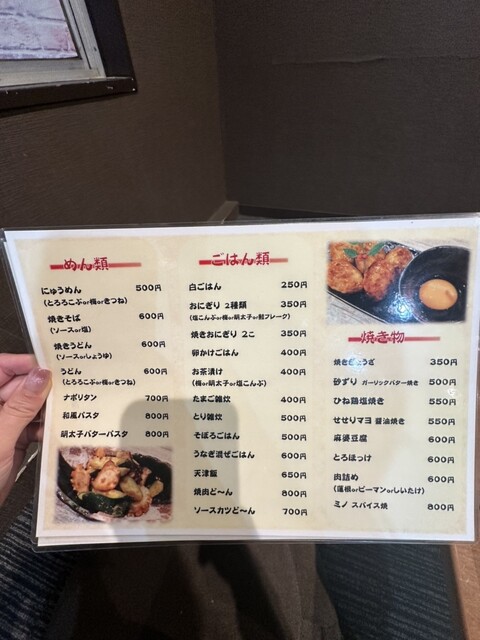 めん類
にゅうめん 500円
(とろろこぶor梅orきつね)
焼きそば 600円
(ソースor塩)
焼きうどん 600円
(ソースorしょうゆ)
うどん 600円
(とろろこぶor梅orきつね)
ナポリタン 700円
和風パスタ 800円
明太子バターパスタ 800円
ごはん類
白ごはん 250円
おにぎり 2種類 350円
(塩こんぶor梅or明太子or鮭フレーク)
焼きおにぎり 2こ 350円
卵かけごはん 400円
お茶漬け 400円
(梅or明太子or塩こんぶ)
たまご雑炊 400円
とり雑炊 500円
そぼろごはん 500円
うなぎ混ぜごはん 600円
天津飯 650円
焼肉ど〜ん 800円
ソースカツど〜ん 700円
焼き物
焼きぎょうざ 350円
砂ずり ガーリックバター焼き 500円
ひね鶏塩焼き 550円
せせりマヨ 醤油焼き 550円
麻婆豆腐 600円
とろほっけ 600円
肉詰め 600円
(蓮根orピーマンorしいたけ)
ミノ スパイス焼 800円